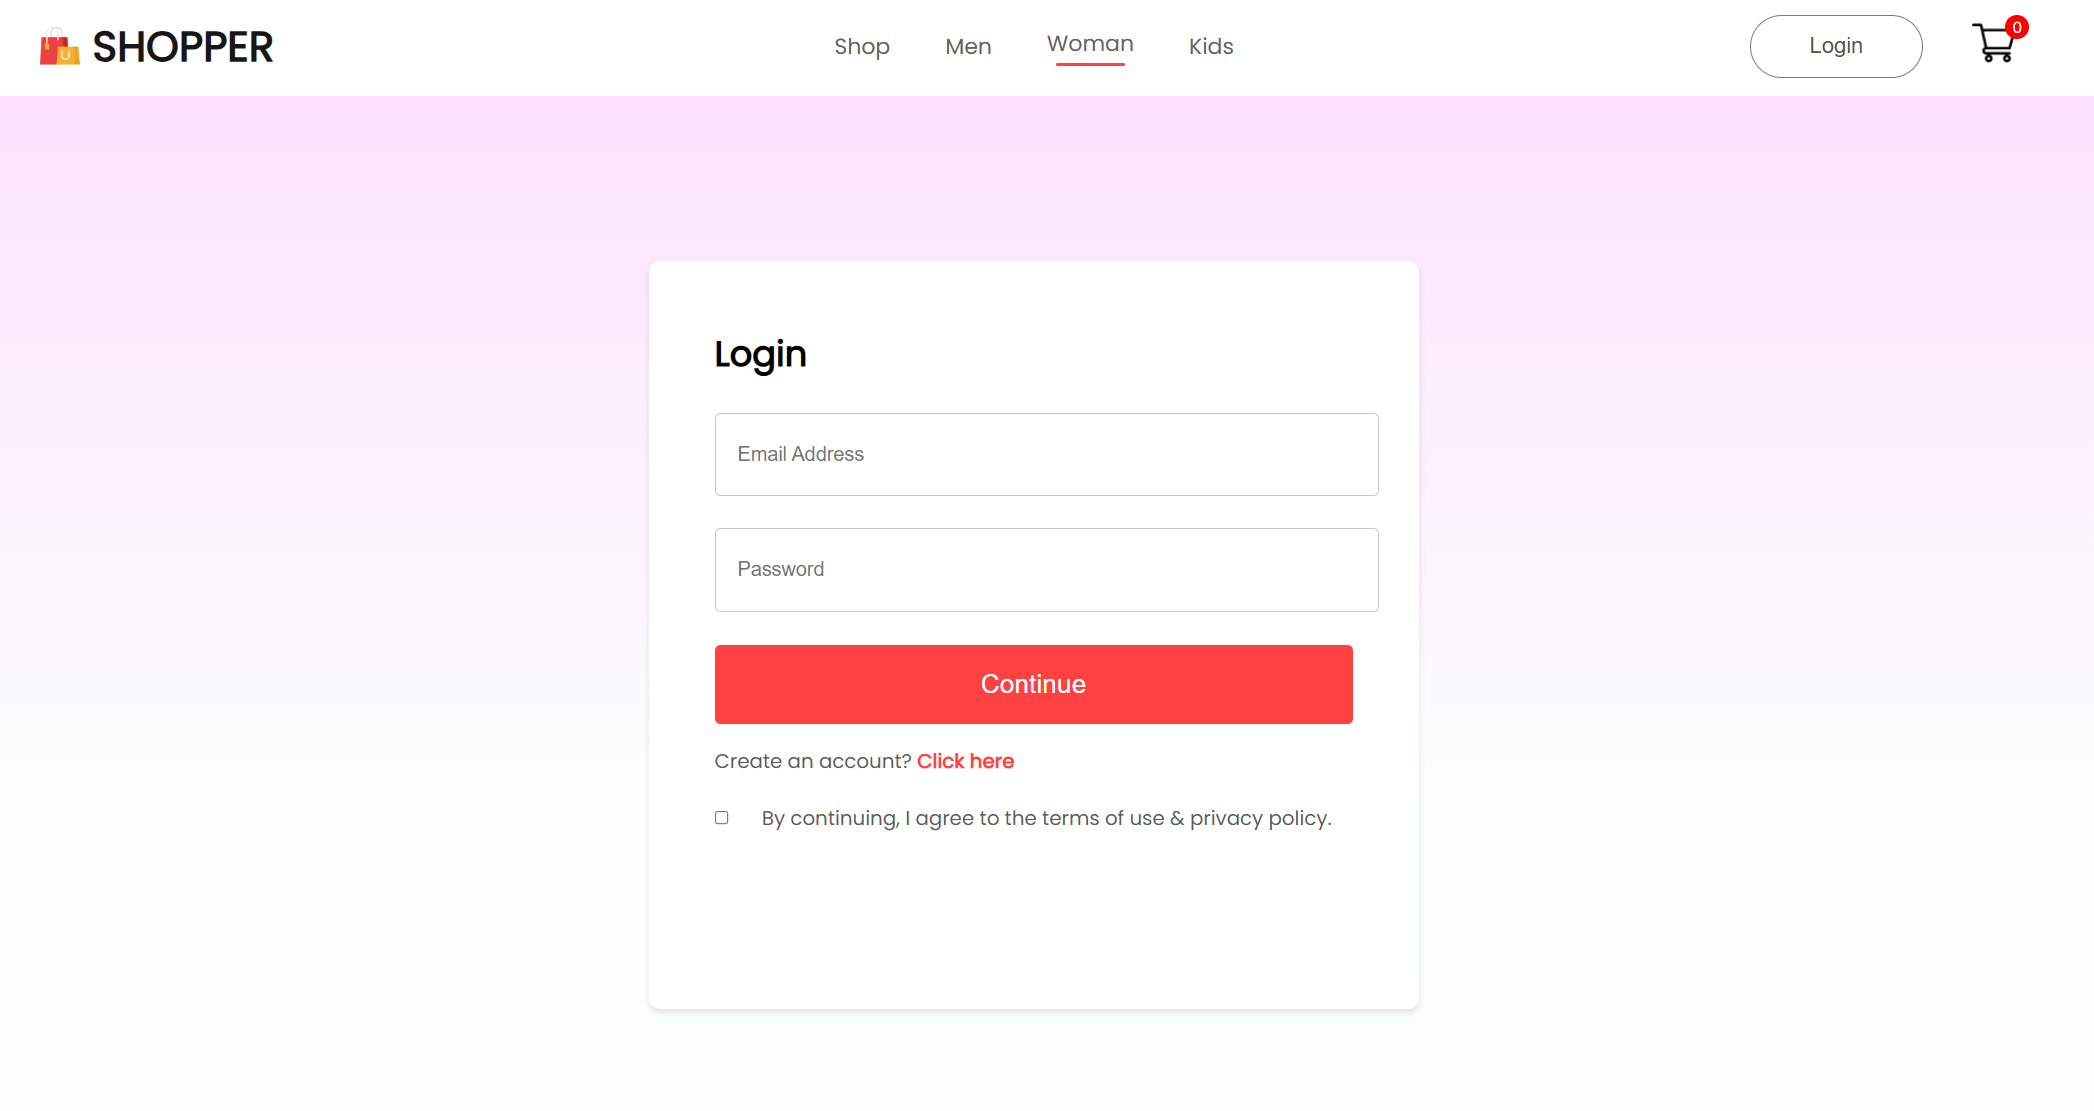 SHOPPER
Shop Men Woman Kids
Login
0
Login
Email Address
Password
Continue
Create an account? Click here
By continuing, I agree to the terms of use & privacy policy.